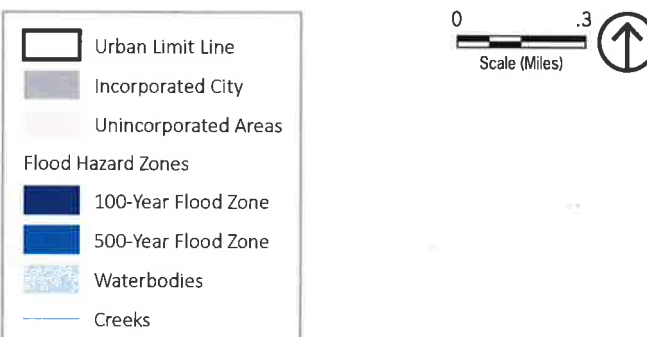 Urban Limit Line
Incorporated City
Unincorporated Areas
Flood Hazard Zones
100-Year Flood Zone
500-Year Flood Zone
Waterbodies
Creeks
0 .3
Scale (Miles)